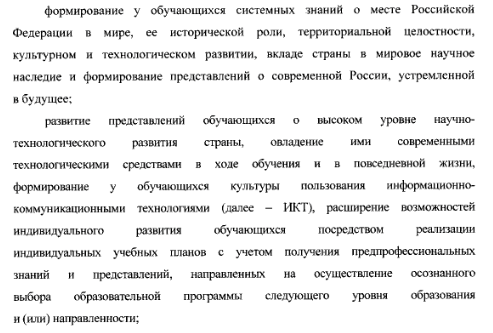 формирование у обучающихся системных знаний о месте Российской
Федерации в мире, ее исторической роли, территориальной целостности,
культурном и технологическом развитии, вкладе страны в мировое научное
наследие и формирование представлений о современной России, устремленной
в будущее;
развитие представлений обучающихся о высоком уровне научно-
технологического развития страны, овладение ими современными
технологическими средствами в ходе обучения и в повседневной жизни,
формирование у обучающихся культуры пользования информационно-
коммуникационными технологиями (далее – ИКТ), расширение возможностей
индивидуального развития обучающихся посредством реализации
индивидуальных учебных планов с учетом получения предпрофессиональных
знаний и представлений, направленных на осуществление осознанного
выбора образовательной программы следующего уровня образования
и (или) направленности;